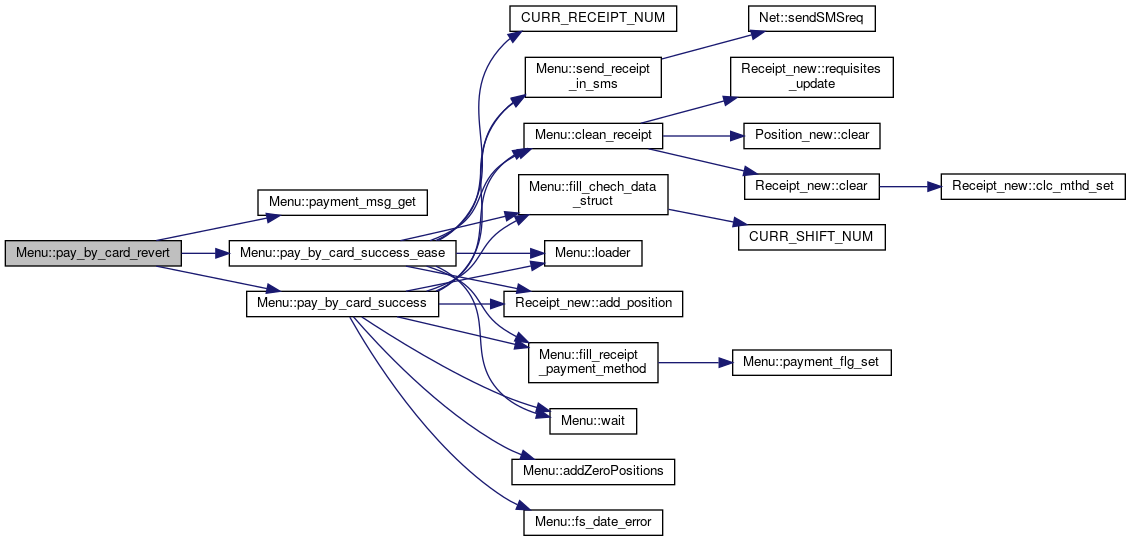 Menu::pay_by_card_revert
Menu::payment_msg_get
Menu::pay_by_card_success_ease
Menu::pay_by_card_success
CURR_RECEIPT_NUM
Menu::send_receipt
_in_sms
Menu::clean_receipt
Menu::fill_chech_data
_struct
Menu::loader
Receipt_new::add_position
Menu::fill_receipt
_payment_method
Menu::wait
Menu::addZeroPositions
Menu::fs_date_error
Net::sendSMSreq
Receipt_new::requisites
_update
Position_new::clear
Receipt_new::clear
CURR_SHIFT_NUM
Menu::payment_flg_set
Receipt_new::clc_mthd_set